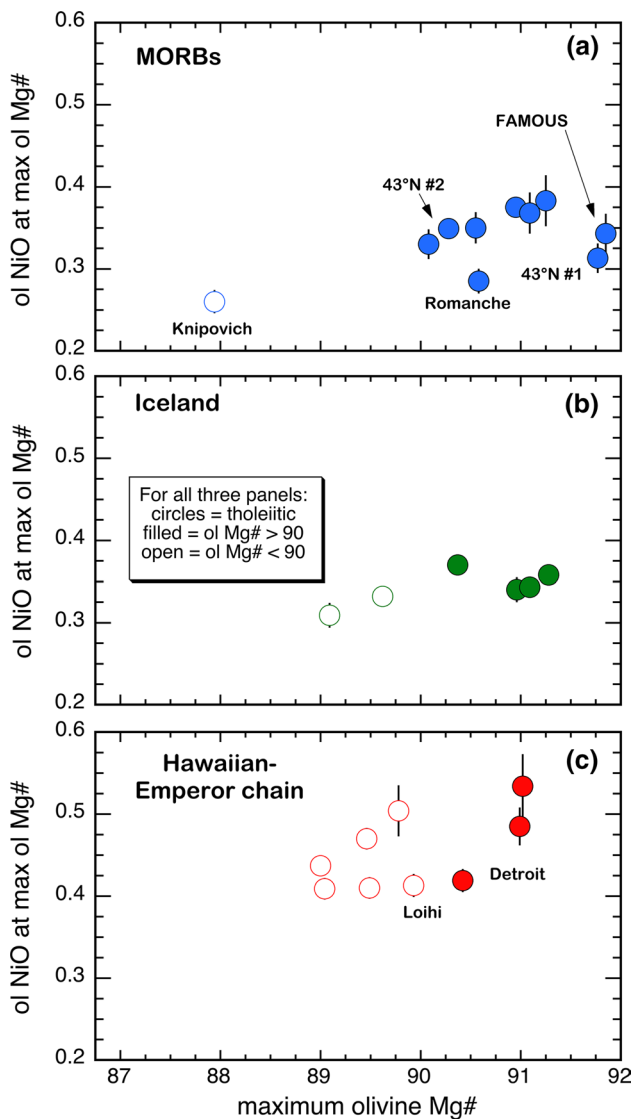 0.6
MORBs
(a)
0.5
FAMOUS
0.4
43°N #2
0.3
43°N #1
Romanche
Knipovich
0.2
ol NiO at max ol Mg#
0.6
Iceland
(b)
0.5
For all three panels:
circles = tholeiitic
filled = ol Mg# > 90
open = ol Mg# < 90
0.4
0.3
0.2
ol NiO at max ol Mg#
0.6
Hawaiian-
Emperor chain
(c)
0.5
Detroit
0.4
Loihi
0.3
0.2
ol NiO at max ol Mg#
87 88 89 90 91 92
maximum olivine Mg#